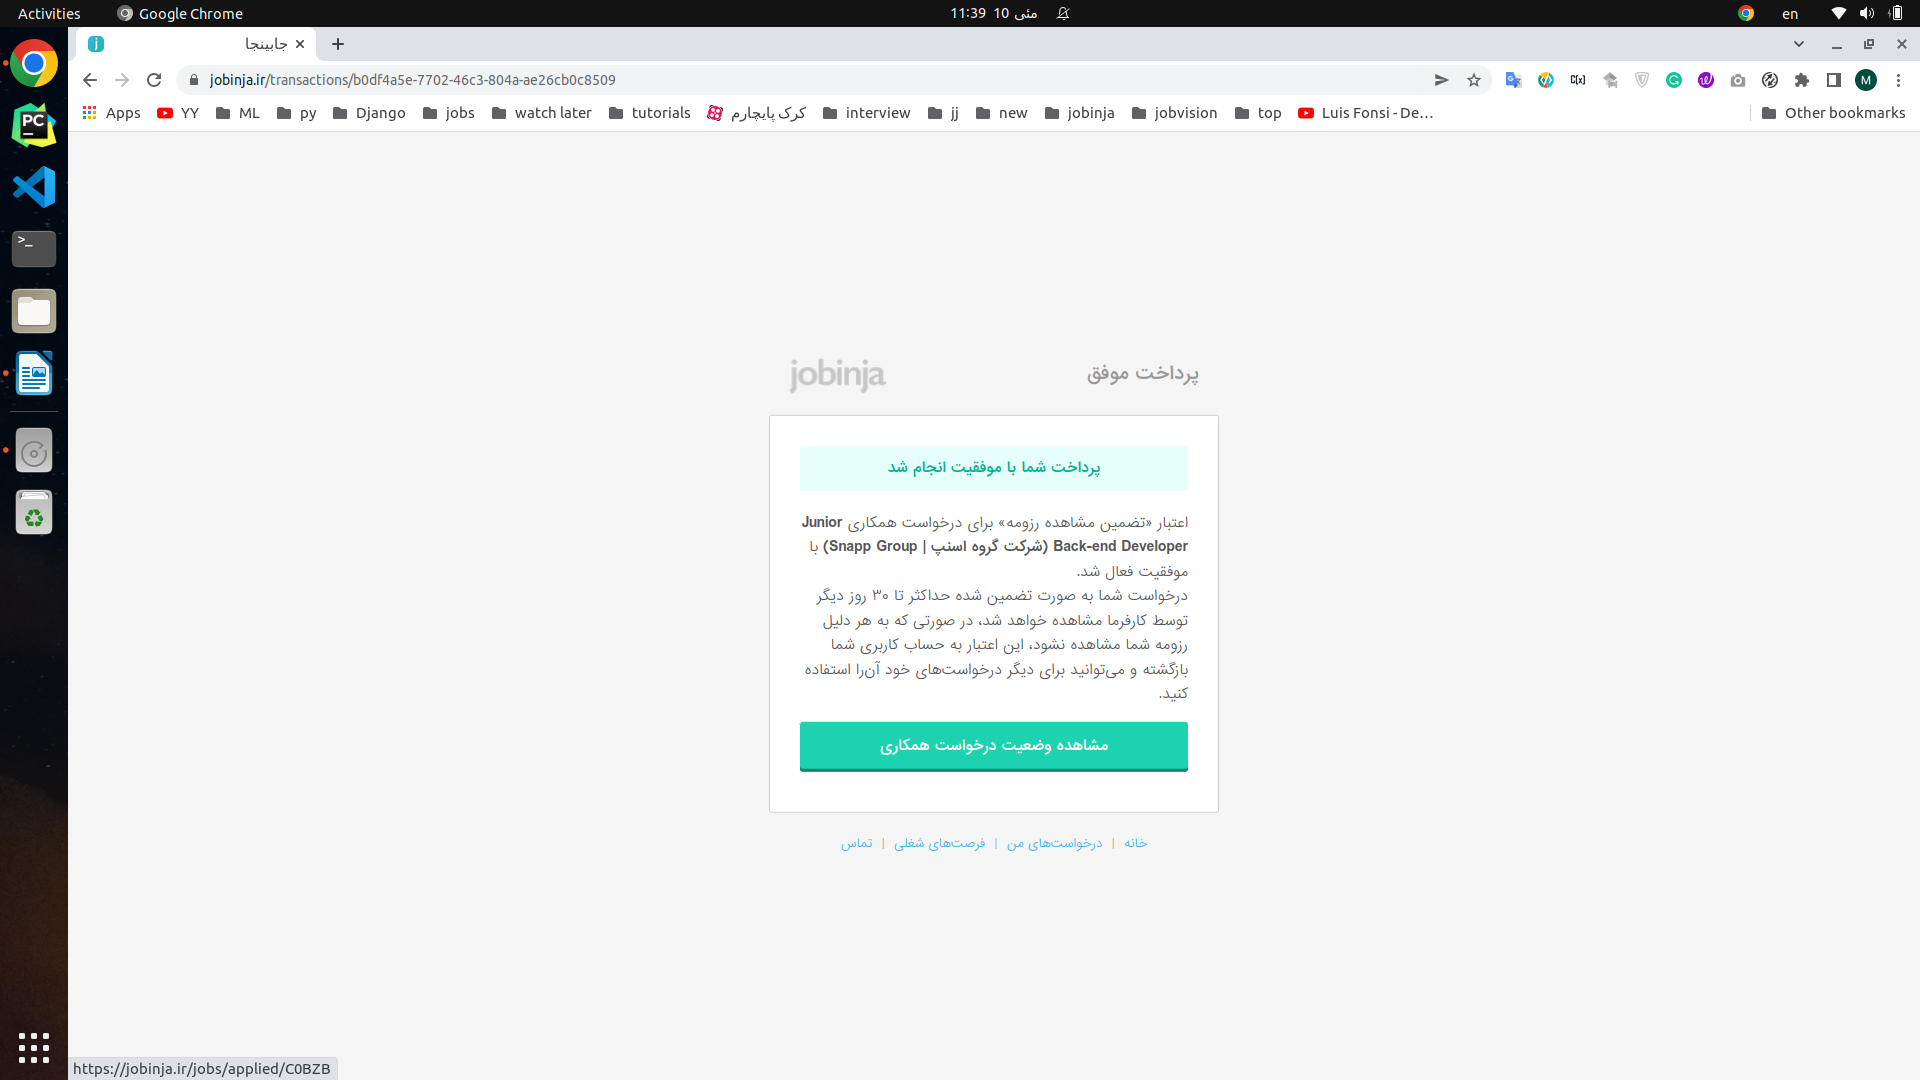 Activities
Google Chrome
11:39 10 مئی
en
جابینجا
jobinja.ir/transactions/b0df4a5e-7702-46c3-804a-ae26cb0c8509
Apps
YY
ML
py
Django
jobs
watch later
tutorials
کرک پایچارم
interview
jj
new
jobinja
jobvision
top
Luis Fonsi - De...
Other bookmarks
پرداخت موفق
jobinja
پرداخت شما با موفقیت انجام شد
اعتبار «تضمین مشاهده رزومه» برای درخواست همکاری Junior
Back-end Developer (شرکت گروه اسنپ | Snapp Group) با
موفقیت فعال شد.
درخواست شما به صورت تضمین شده حداکثر تا ۳۰ روز دیگر
توسط کارفرما مشاهده خواهد شد، در صورتی که به هر دلیل
رزومه شما مشاهده نشود، این اعتبار به حساب کاربری شما
بازگشته و می‌توانید برای دیگر درخواست‌های خود آن‌را استفاده
کنید.
مشاهده وضعیت درخواست همکاری
خانه | درخواست‌های من | فرصت‌های شغلی | تماس
https://jobinja.ir/jobs/applied/C0BZB